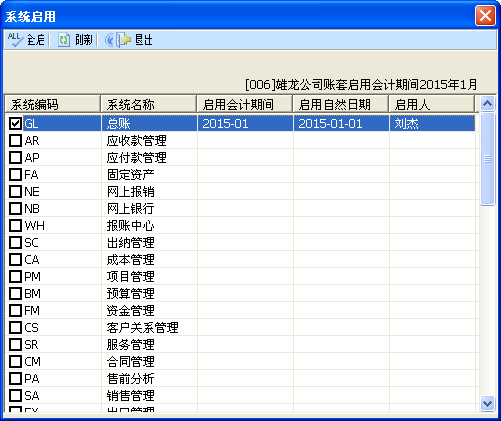 系统启用
ALL 全启 刷新 退出
[006]雄龙公司账套启用会计期间2015年1月
系统编码 系统名称 启用会计期间 启用自然日期 启用人
GL 总账 2015-01 2015-01-01 刘杰
AR 应收款管理
AP 应付款管理
FA 固定资产
NE 网上报销
NB 网上银行
WH 报账中心
SC 出纳管理
CA 成本管理
PM 项目管理
BM 预算管理
FM 资金管理
CS 客户关系管理
SR 服务管理
CM 合同管理
PA 售前分析
SA 销售管理